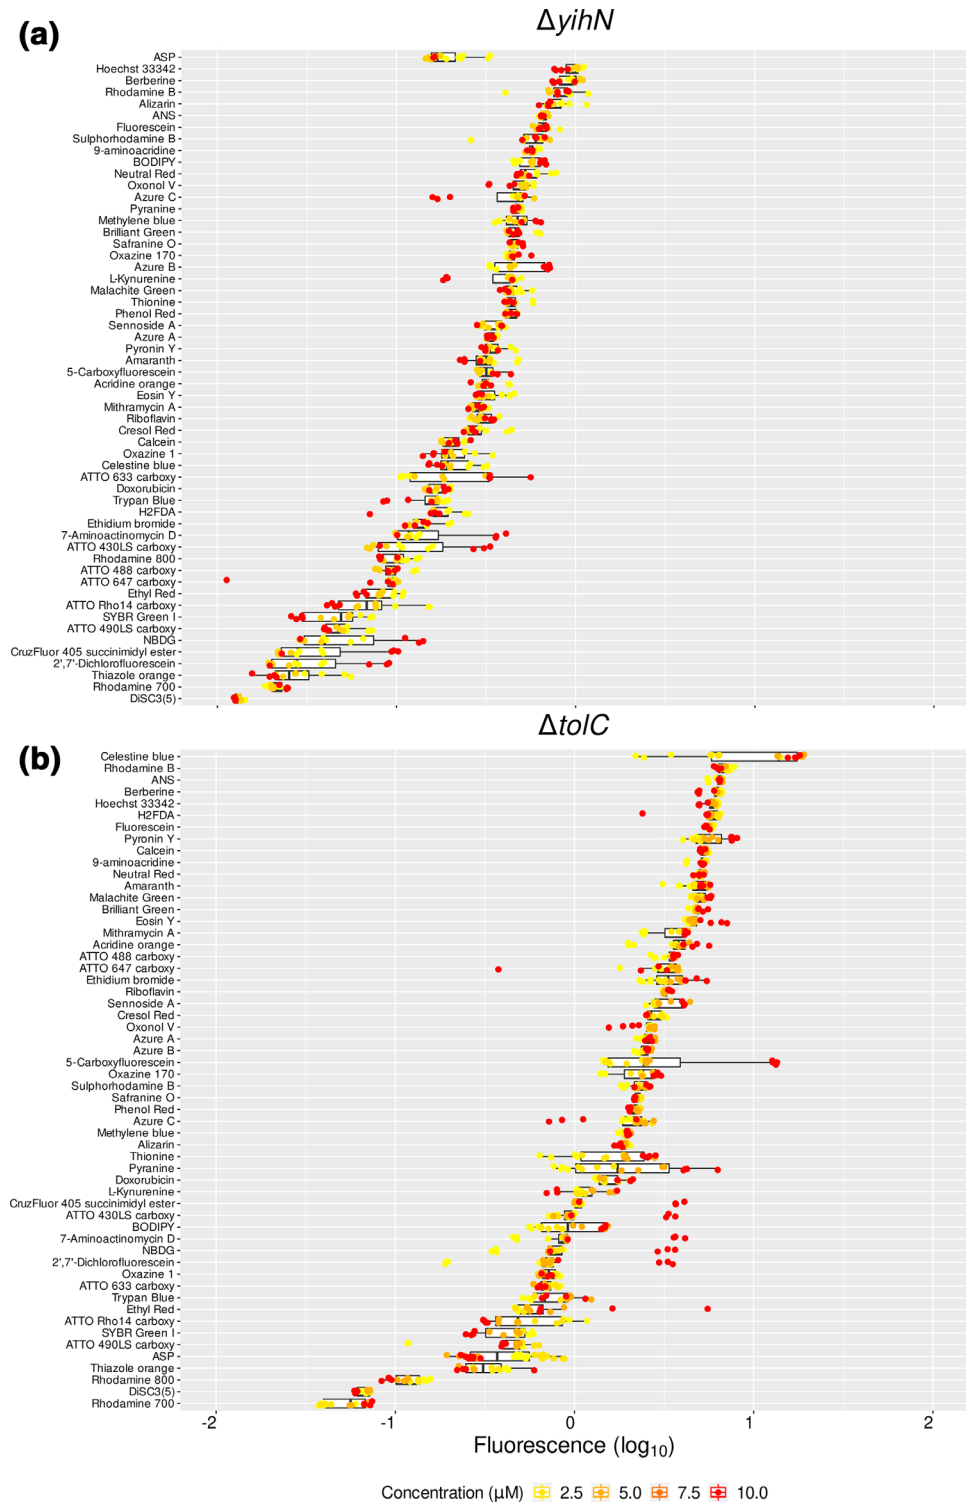 (a)
ΔyihN
ASP
Hoechst 33342
Berberine
Rhodamine B
Alizarin
ANS
Fluorescein
Sulphorhodamine B
9-aminoacridine
BODIPY
Neutral Red
Oxonol V
Azure C
Pyranine
Methylene blue
Brilliant Green
Safranine O
Oxazine 170
Azure B
L-Kynurenine
Malachite Green
Thionine
Phenol Red
Sennoside A
Azure A
Pyronin Y
Amaranth
5-Carboxyfluorescein
Acridine orange
Eosin Y
Mithramycin A
Riboflavin
Cresol Red
Calcein
Oxazine 1
Celestine blue
ATTO 633 carboxy
Doxorubicin
Trypan Blue
H2FDA
Ethidium bromide
7-Aminoactinomycin D
ATTO 430LS carboxy
Rhodamine 800
ATTO 488 carboxy
ATTO 647 carboxy
Ethyl Red
ATTO Rho14 carboxy
SYBR Green I
ATTO 490LS carboxy
NBDG
CruzFluor 405 succinimidyl ester
2',7'-Dichlorofluorescein
Thiazole orange
Rhodamine 700
DiSC3(5)
(b)
ΔtolC
Celestine blue
Rhodamine B
ANS
Berberine
Hoechst 33342
H2FDA
Fluorescein
Pyronin Y
Calcein
9-aminoacridine
Neutral Red
Amaranth
Malachite Green
Brilliant Green
Eosin Y
Mithramycin A
Acridine orange
ATTO 488 carboxy
ATTO 647 carboxy
Ethidium bromide
Riboflavin
Sennoside A
Cresol Red
Oxonol V
Azure A
Azure B
5-Carboxyfluorescein
Oxazine 170
Sulphorhodamine B
Safranine O
Phenol Red
Azure C
Methylene blue
Alizarin
Thionine
Pyranine
Doxorubicin
L-Kynurenine
CruzFluor 405 succinimidyl ester
ATTO 430LS carboxy
BODIPY
7-Aminoactinomycin D
NBDG
2',7'-Dichlorofluorescein
Oxazine 1
ATTO 633 carboxy
Trypan Blue
Ethyl Red
ATTO Rho14 carboxy
SYBR Green I
ATTO 490LS carboxy
ASP
Thiazole orange
Rhodamine 800
DiSC3(5)
Rhodamine 700
-2 -1 0 1 2
Fluorescence (log₁₀)
Concentration (μM) 2.5 5.0 7.5 10.0